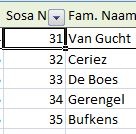 Sosa N Fam. Naam
31 Van Gucht
32 Ceriez
33 De Boes
34 Gerengel
35 Bufkens